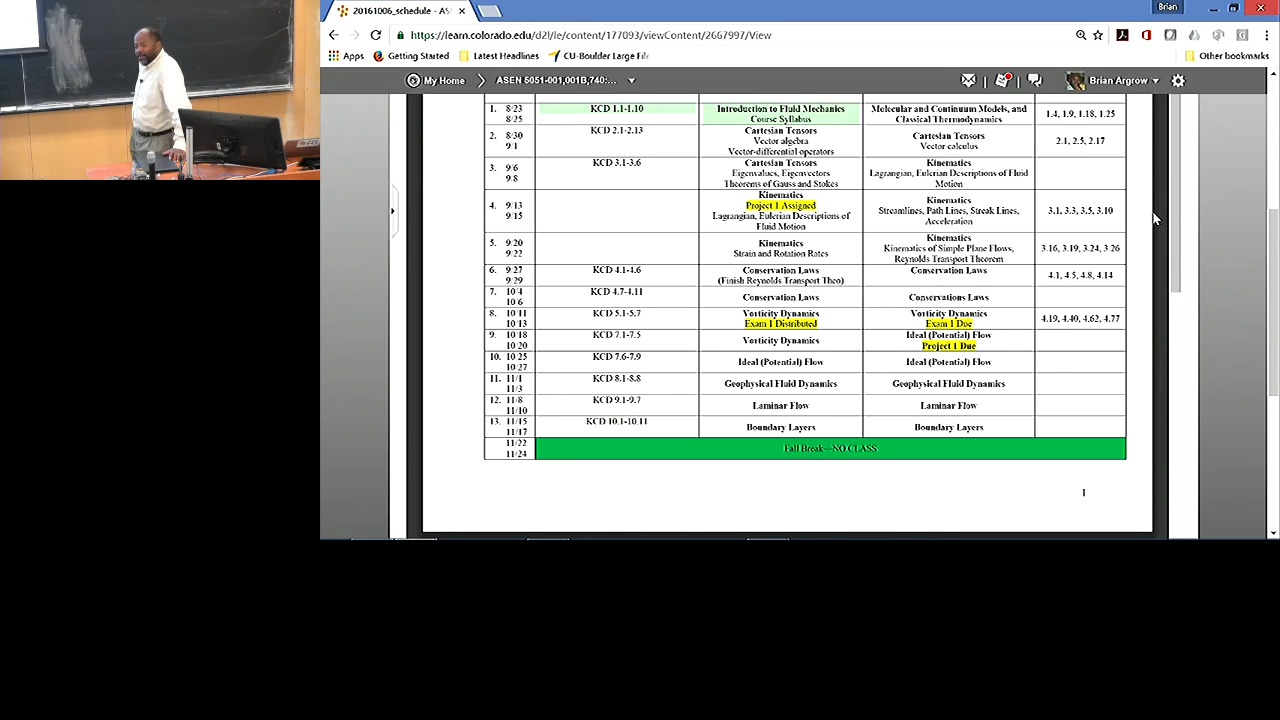 Brian
20161006_schedule - ASE
https://learn.colorado.edu/d2l/le/content/177093/viewContent/2667997/View
Apps Getting Started Latest Headlines CU-Boulder Large File Other bookmarks
My Home ASEN 5051-001,001B,740:... Brian Argrow
1. 8/23 KCD 1.1-1.10 Introduction to Fluid Mechanics Molecular and Continuum Models, and 1.4, 1.9, 1.18, 1.25
8/25 Course Syllabus Classical Thermodynamics
2. 8/30 KCD 2.1-2.13 Cartesian Tensors Cartesian Tensors 2.1, 2.5, 2.17
9/1 Vector algebra Vector calculus
Vector-differential operators
3. 9/6 KCD 3.1-3.6 Cartesian Tensors Kinematics
9/8 Eigenvalues, Eigenvectors Lagrangian, Eulerian Descriptions of Fluid
Theorems of Gauss and Stokes Motion
4. 9/13 Kinematics Kinematics 3.1, 3.3, 3.5, 3.10
9/15 Project 1 Assigned Streamlines, Path Lines, Streak Lines,
Lagrangian, Eulerian Descriptions of Acceleration
Fluid Motion
5. 9/20 Kinematics Kinematics 3.16, 3.19, 3.24, 3.26
9/22 Strain and Rotation Rates Kinematics of Simple Plane Flows,
Reynolds Transport Theorem
6. 9/27 KCD 4.1-4.6 Conservation Laws Conservation Laws 4.1, 4.5, 4.8, 4.14
9/29 (Finish Reynolds Transport Theo)
7. 10/4 KCD 4.7-4.11 Conservation Laws Conservations Laws
10/6
8. 10/11 KCD 5.1-5.7 Vorticity Dynamics Vorticity Dynamics 4.19, 4.40, 4.62, 4.77
10/13 Exam 1 Distributed Exam 1 Due
9. 10/18 KCD 7.1-7.5 Vorticity Dynamics Ideal (Potential) Flow
10/20 Project 1 Due
10. 10/25 KCD 7.6-7.9 Ideal (Potential) Flow Ideal (Potential) Flow
10/27
11. 11/1 KCD 8.1-8.8 Geophysical Fluid Dynamics Geophysical Fluid Dynamics
11/3
12. 11/8 KCD 9.1-9.7 Laminar Flow Laminar Flow
11/10
13. 11/15 KCD 10.1-10.11 Boundary Layers Boundary Layers
11/17
11/22 Fall Break—NO CLASS
11/24
1